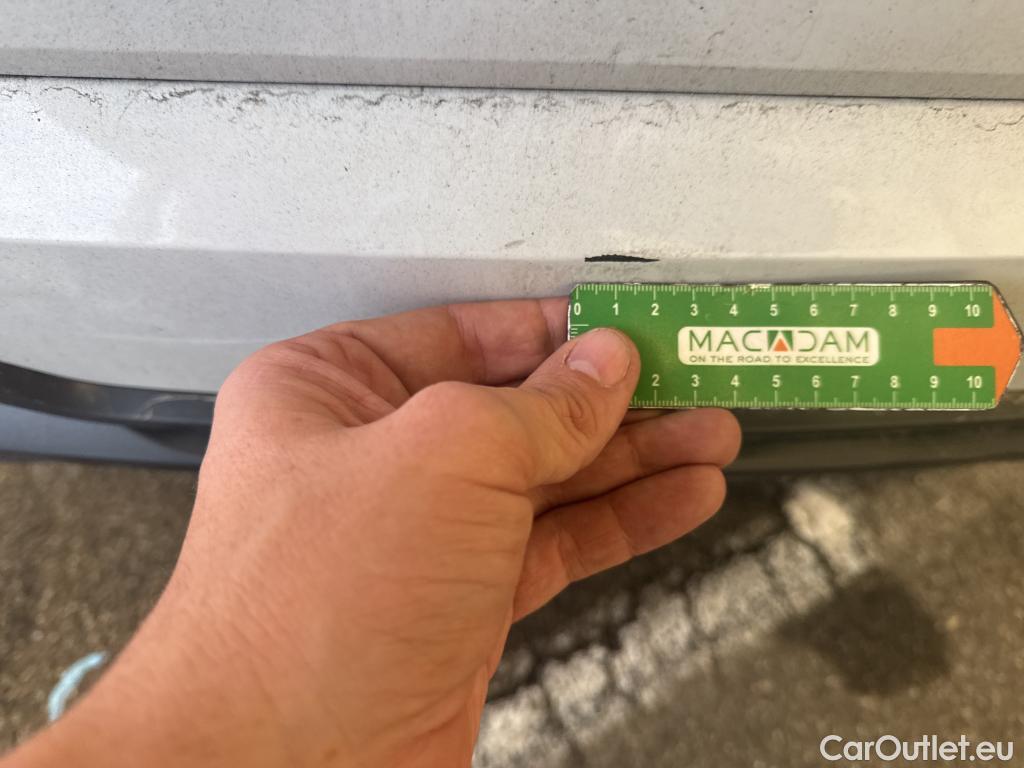 0 1 2 3 4 5 6 7 8 9 10
MACADAM
ON THE ROAD TO EXCELLENCE
2 3 4 5 6 7 8 9 10
CarOutlet.eu